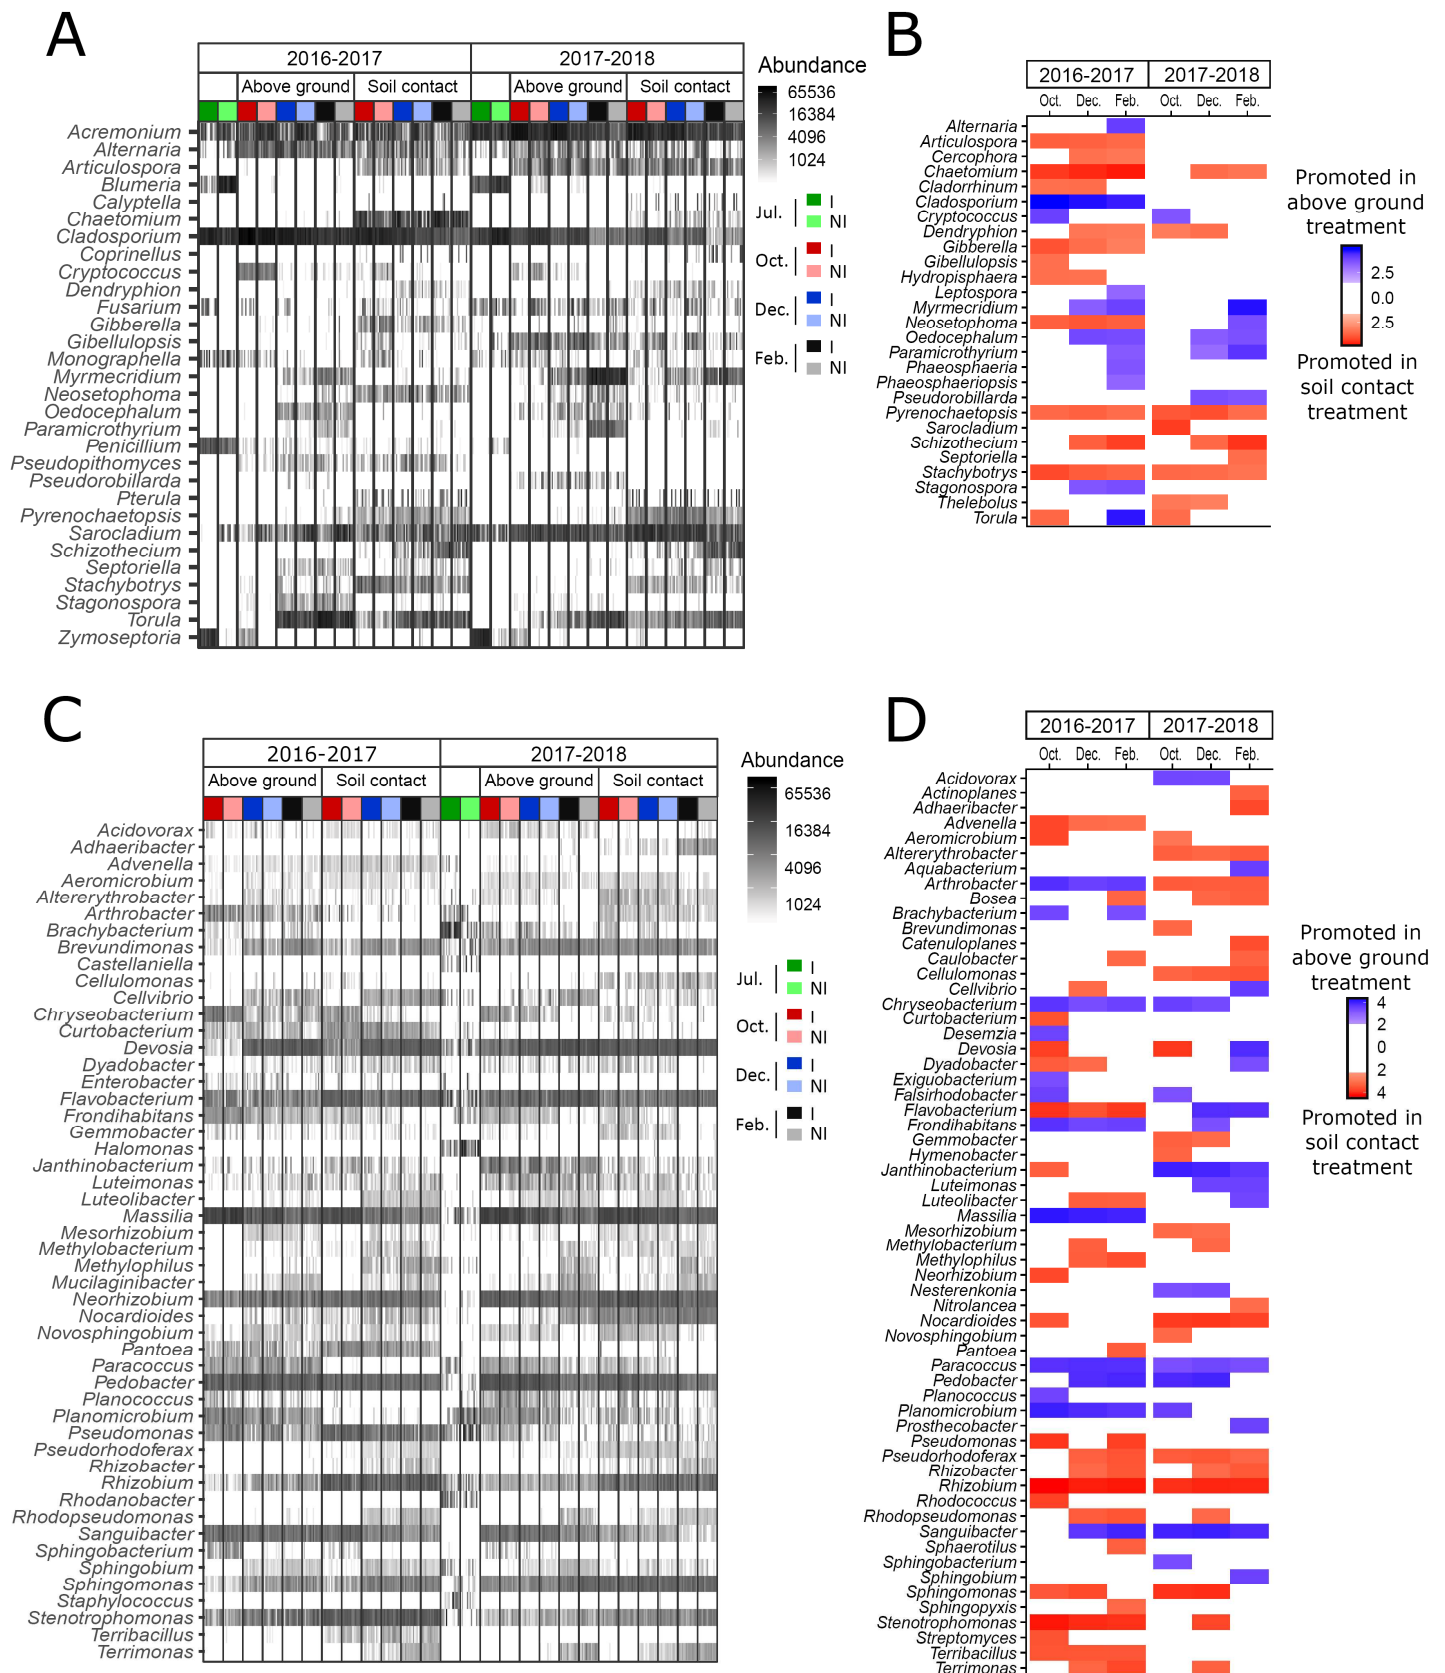 A
2016-2017
2017-2018
Above ground
Soil contact
Above ground
Soil contact
Acremonium
Alternaria
Articulospora
Blumeria
Calyptella
Chaetomium
Cladosporium
Coprinellus
Cryptococcus
Dendryphion
Fusarium
Gibberella
Gibellulopsis
Monographella
Myrmecridium
Neosetophoma
Oedocephalum
Paramicrothyrium
Penicillium
Pseudopithomyces
Pseudorobillarda
Pterula
Pyrenochaetopsis
Sarocladium
Schizothecium
Septoriella
Stachybotrys
Stagonospora
Torula
Zymoseptoria
Abundance
65536
16384
4096
1024
Jul.
I
NI
Oct.
I
NI
Dec.
I
NI
Feb.
I
NI
B
2016-2017
2017-2018
Oct.
Dec.
Feb.
Oct.
Dec.
Feb.
Alternaria
Articulospora
Cercophora
Chaetomium
Cladorrhinum
Cladosporium
Cryptococcus
Dendryphion
Gibberella
Gibellulopsis
Hydropisphaera
Leptospora
Myrmecridium
Neosetophoma
Oedocephalum
Paramicrothyrium
Phaeosphaeria
Phaeosphaeriopsis
Pseudorobillarda
Pyrenochaetopsis
Sarocladium
Schizothecium
Septoriella
Stachybotrys
Stagonospora
Thelebolus
Torula
Promoted in
above ground
treatment
2.5
0.0
2.5
Promoted in
soil contact
treatment
C
2016-2017
2017-2018
Above ground
Soil contact
Above ground
Soil contact
Acidovorax
Adhaeribacter
Advenella
Aeromicrobium
Altererythrobacter
Arthrobacter
Brachybacterium
Brevundimonas
Castellaniella
Cellulomonas
Cellvibrio
Chryseobacterium
Curtobacterium
Devosia
Dyadobacter
Enterobacter
Flavobacterium
Frondihabitans
Gemmobacter
Halomonas
Janthinobacterium
Luteimonas
Luteolibacter
Massilia
Mesorhizobium
Methylobacterium
Methylophilus
Mucilaginibacter
Neorhizobium
Nocardioides
Novosphingobium
Pantoea
Paracoccus
Pedobacter
Planococcus
Planomicrobium
Pseudomonas
Pseudorhodoferax
Rhizobacter
Rhizobium
Rhodanobacter
Rhodopseudomonas
Sanguibacter
Sphingobacterium
Sphingobium
Sphingomonas
Staphylococcus
Stenotrophomonas
Terribacillus
Terrimonas
Abundance
65536
16384
4096
1024
Jul.
I
NI
Oct.
I
NI
Dec.
I
NI
Feb.
I
NI
D
2016-2017
2017-2018
Oct.
Dec.
Feb.
Oct.
Dec.
Feb.
Acidovorax
Actinoplanes
Adhaeribacter
Advenella
Aeromicrobium
Altererythrobacter
Aquabacterium
Arthrobacter
Bosea
Brachybacterium
Brevundimonas
Catenuloplanes
Caulobacter
Cellulomonas
Cellvibrio
Chryseobacterium
Curtobacterium
Desemzia
Devosia
Dyadobacter
Exiguobacterium
Falsirhodobacter
Flavobacterium
Frondihabitans
Gemmobacter
Hymenobacter
Janthinobacterium
Luteimonas
Luteolibacter
Massilia
Mesorhizobium
Methylobacterium
Methylophilus
Neorhizobium
Nesterenkonia
Nitrolancea
Nocardioides
Novosphingobium
Pantoea
Paracoccus
Pedobacter
Planococcus
Planomicrobium
Prosthecobacter
Pseudomonas
Pseudorhodoferax
Rhizobacter
Rhizobium
Rhodococcus
Rhodopseudomonas
Sanguibacter
Sphaerotilus
Sphingobacterium
Sphingobium
Sphingomonas
Sphingopyxis
Stenotrophomonas
Streptomyces
Terribacillus
Terrimonas
Promoted in
above ground
treatment
4
2
0
2
4
Promoted in
soil contact
treatment